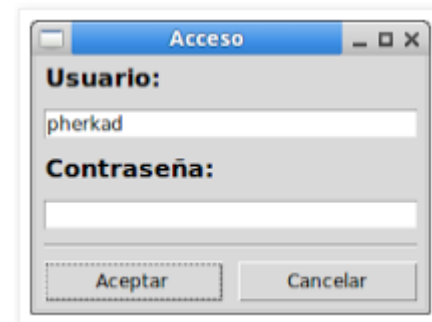 Acceso
Usuario:
pherkad
Contraseña:
Aceptar Cancelar